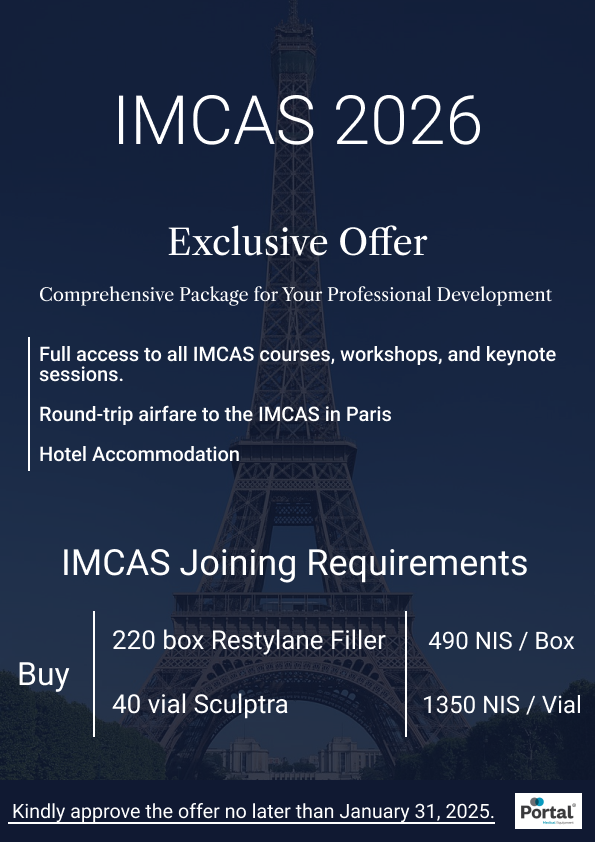 IMCAS 2026
Exclusive Offer
Comprehensive Package for Your Professional Development
Full access to all IMCAS courses, workshops, and keynote
sessions.
Round-trip airfare to the IMCAS in Paris
Hotel Accommodation
IMCAS Joining Requirements
Buy
220 box Restylane Filler
490 NIS / Box
40 vial Sculptra
1350 NIS / Vial
Kindly approve the offer no later than January 31, 2025.
Portal®
Medical Equipment